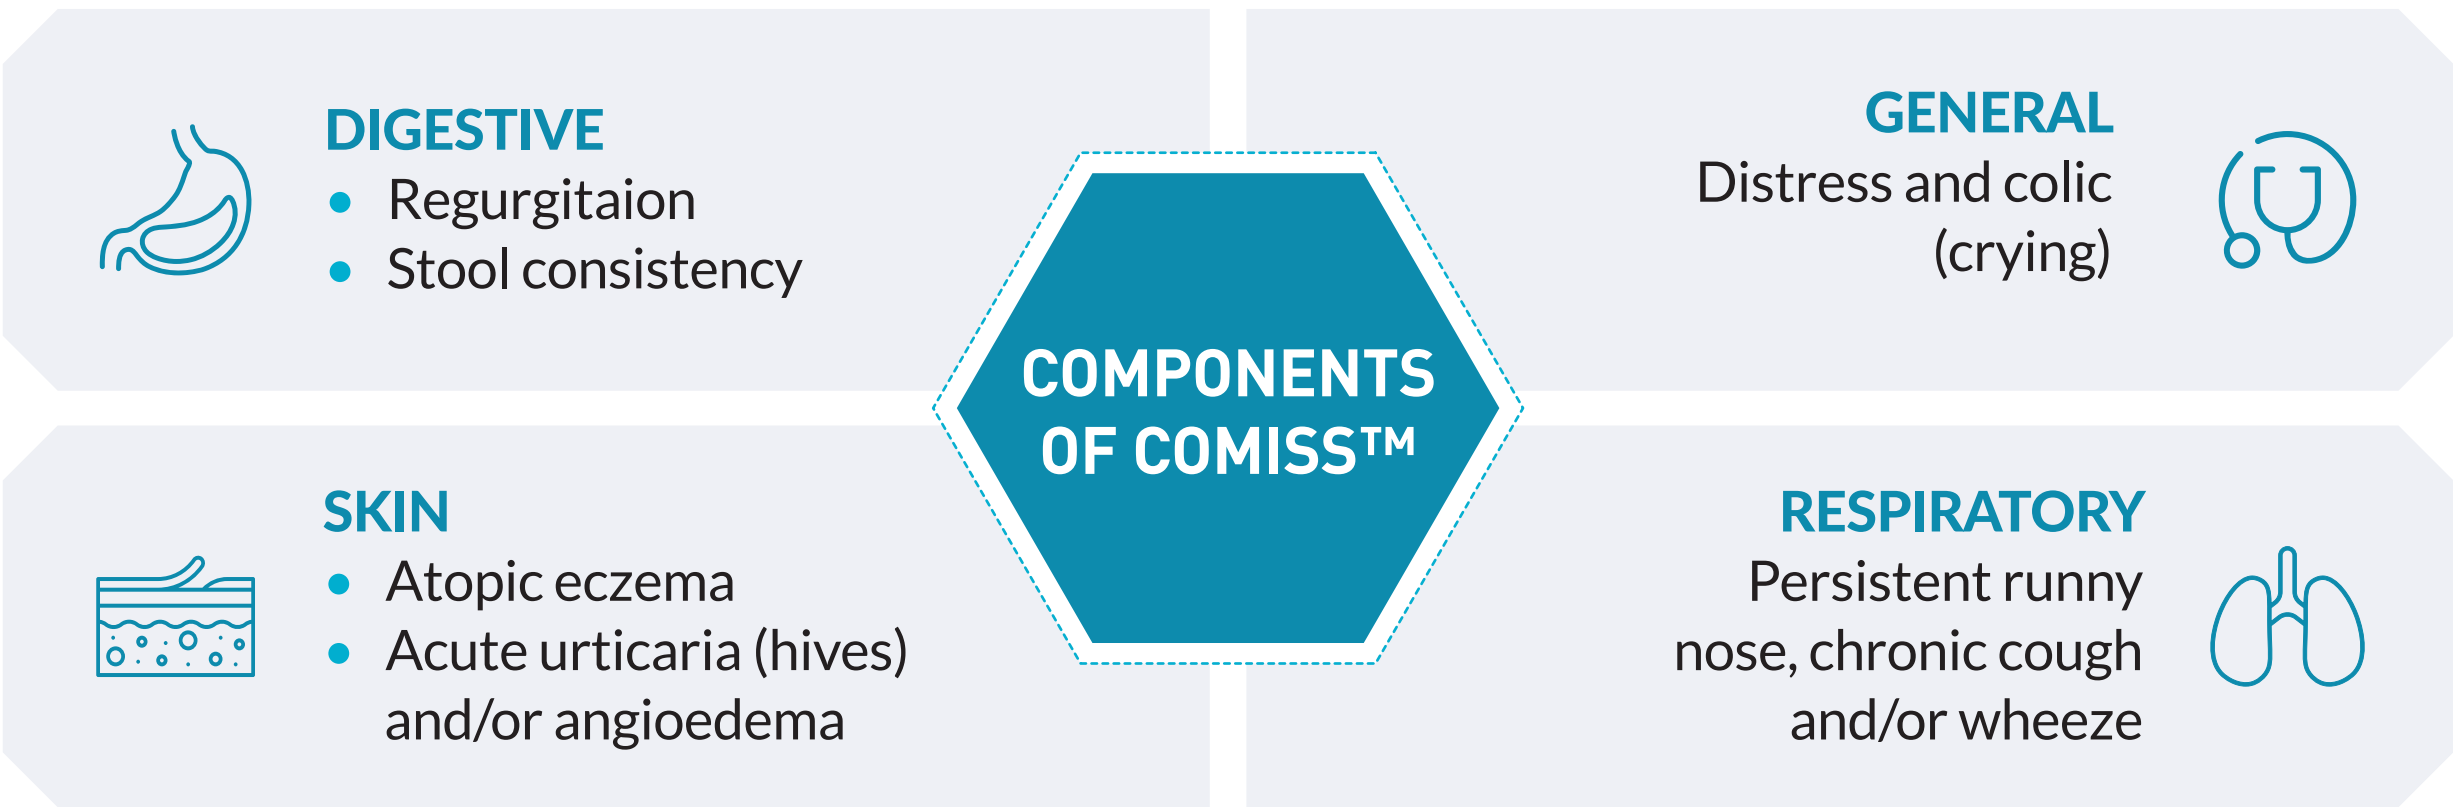 DIGESTIVE
• Regurgitaion
• Stool consistency
GENERAL
Distress and colic
(crying)
COMPONENTS
OF COMISS™
SKIN
• Atopic eczema
• Acute urticaria (hives)
and/or angioedema
RESPIRATORY
Persistent runny
nose, chronic cough
and/or wheeze